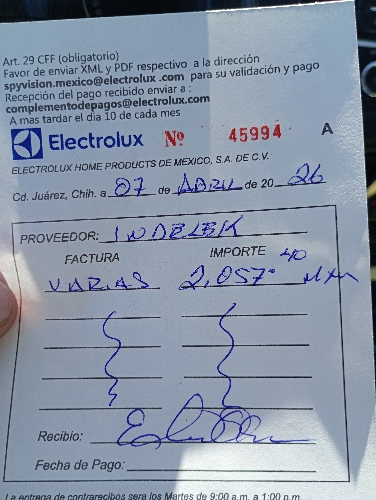 Art. 29 CFF (obligatorio)
Favor de enviar XML y PDF respectivo a la dirección
spyvision.mexico@electrolux .com para su validación y pago
Recepción del pago recibido enviar a :
complementodepagos@electrolux.com
A mas tardar el dia 10 de cada mes
Electrolux Nº 45994 A
ELECTROLUX HOME PRODUCTS DE MEXICO, S.A. DE C.V.
Cd. Juárez, Chih. a 07 de ABRIL de 20 26
PROVEEDOR: INDELEK
FACTURA IMPORTE
VARIAS 2,057.40 MXN
Recibio:
Fecha de Pago:
La entrega de contrarecibos sera los Martes de 9:00 a.m. a 1:00 p.m.